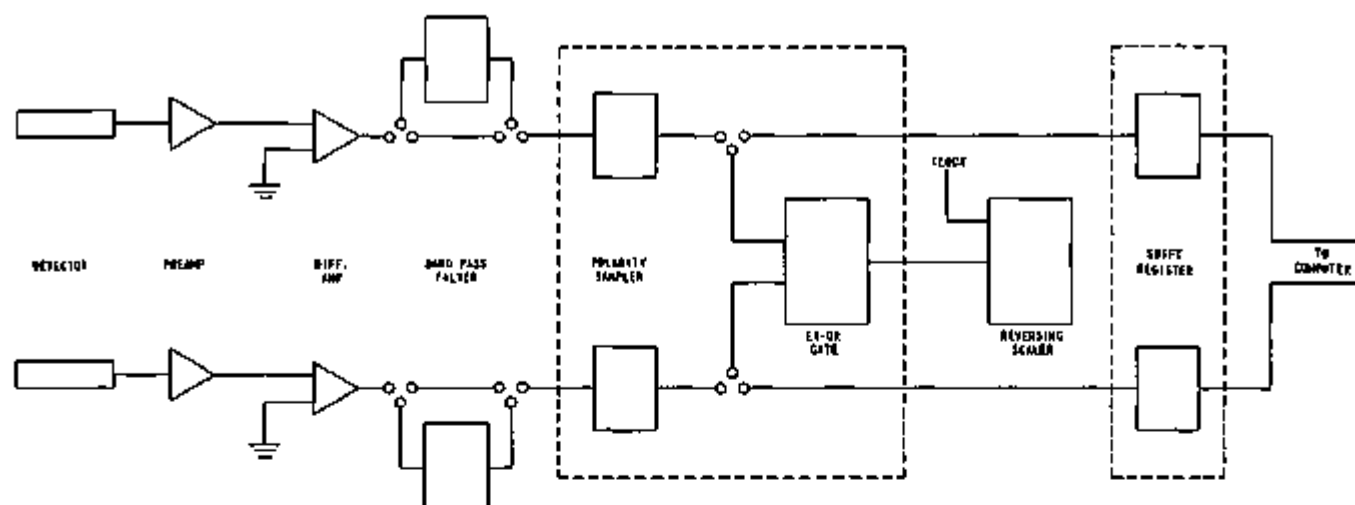 CLOCK
DETECTOR
PREAMP
DIFF.
AMP
BAND PASS
FILTER
POLARITY
SAMPLER
SHIFT
REGISTER
TO
COMPUTER
EX-OR
GATE
REVERSING
SCALER